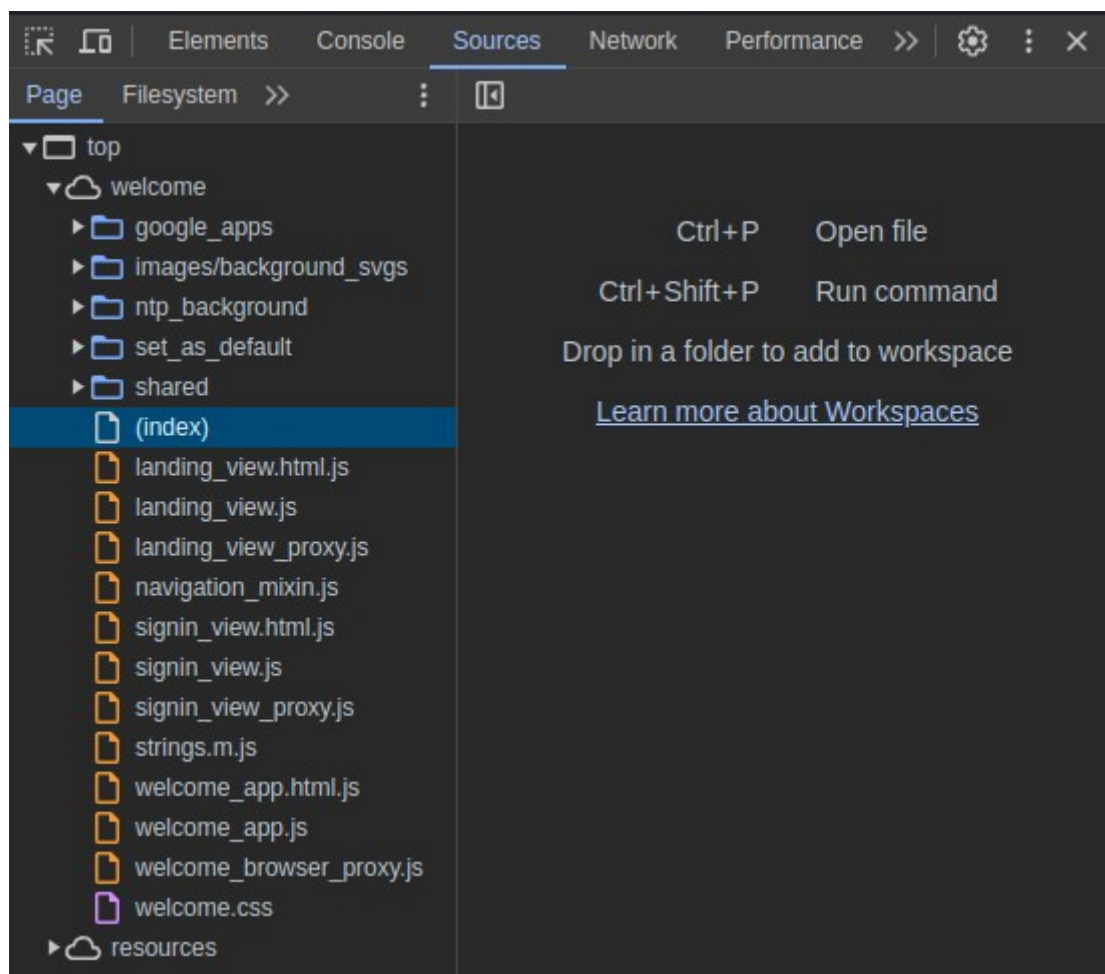 Elements Console Sources Network Performance
Page Filesystem
top
welcome
google_apps
images/background_svgs
ntp_background
set_as_default
shared
(index)
landing_view.html.js
landing_view.js
landing_view_proxy.js
navigation_mixin.js
signin_view.html.js
signin_view.js
signin_view_proxy.js
strings.m.js
welcome_app.html.js
welcome_app.js
welcome_browser_proxy.js
welcome.css
resources
Ctrl+P Open file
Ctrl+Shift+P Run command
Drop in a folder to add to workspace
Learn more about Workspaces